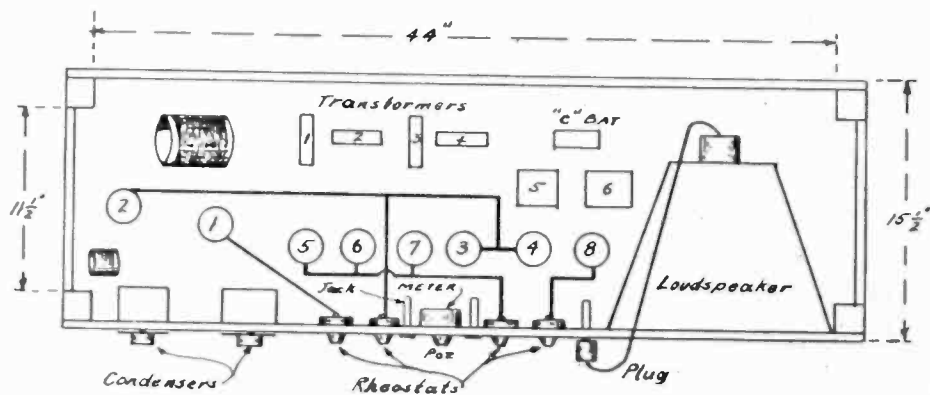 44"
Transformers
"C" BAT
1
2
3
4
5
6
11 1/2"
15 1/2"
2
1
5
6
7
3
4
8
Jack
METER
Loudspeaker
Pot
Condensers
Rheostats
Plug